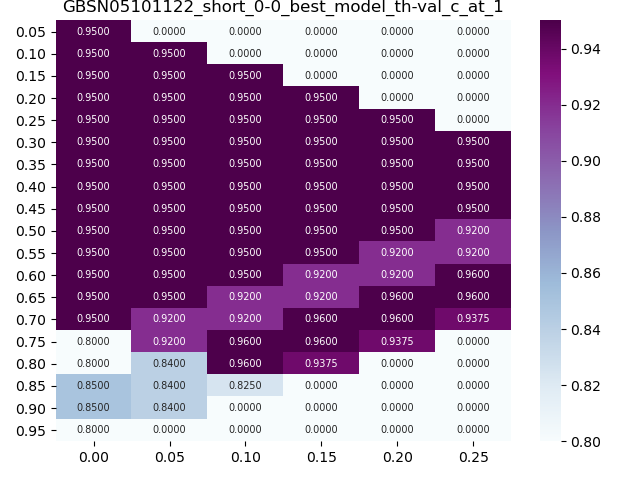 GBSN05101122_short_0-0_best_model_th-val_c_at_1
0.05 0.9500 0.0000 0.0000 0.0000 0.0000 0.0000
0.10 0.9500 0.9500 0.0000 0.0000 0.0000 0.0000
0.15 0.9500 0.9500 0.9500 0.0000 0.0000 0.0000
0.20 0.9500 0.9500 0.9500 0.9500 0.0000 0.0000
0.25 0.9500 0.9500 0.9500 0.9500 0.9500 0.0000
0.30 0.9500 0.9500 0.9500 0.9500 0.9500 0.9500
0.35 0.9500 0.9500 0.9500 0.9500 0.9500 0.9500
0.40 0.9500 0.9500 0.9500 0.9500 0.9500 0.9500
0.45 0.9500 0.9500 0.9500 0.9500 0.9500 0.9500
0.50 0.9500 0.9500 0.9500 0.9500 0.9500 0.9200
0.55 0.9500 0.9500 0.9500 0.9500 0.9200 0.9200
0.60 0.9500 0.9500 0.9500 0.9200 0.9200 0.9600
0.65 0.9500 0.9500 0.9200 0.9200 0.9600 0.9600
0.70 0.9500 0.9200 0.9200 0.9600 0.9600 0.9375
0.75 0.8000 0.9200 0.9600 0.9600 0.9375 0.0000
0.80 0.8000 0.8400 0.9600 0.9375 0.0000 0.0000
0.85 0.8500 0.8400 0.8250 0.0000 0.0000 0.0000
0.90 0.8500 0.8400 0.0000 0.0000 0.0000 0.0000
0.95 0.8000 0.0000 0.0000 0.0000 0.0000 0.0000
0.00 0.05 0.10 0.15 0.20 0.25
0.94
0.92
0.90
0.88
0.86
0.84
0.82
0.80